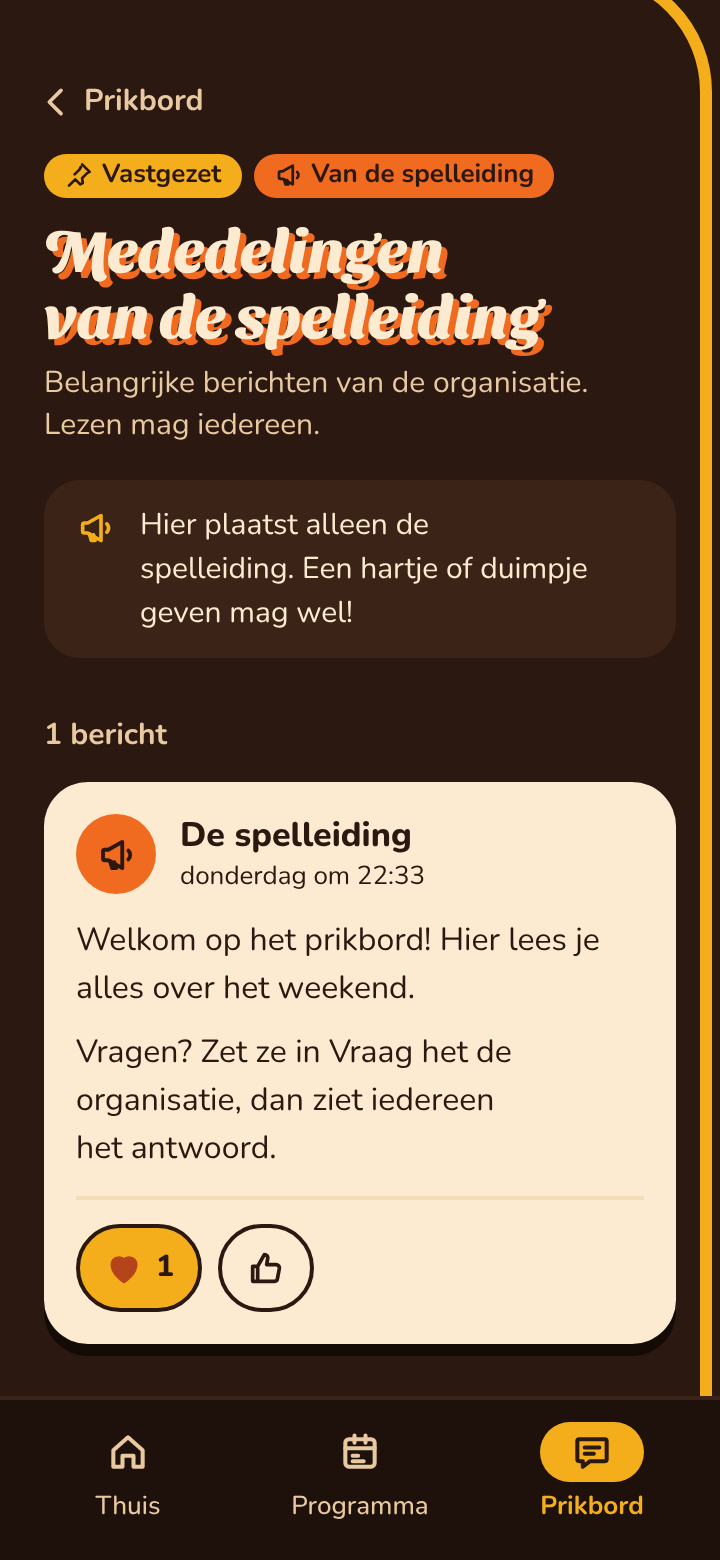 Prikbord
Vastgezet
Van de spelleiding
Mededelingen
van de spelleiding
Belangrijke berichten van de organisatie.
Lezen mag iedereen.
Hier plaatst alleen de
spelleiding. Een hartje of duimpje
geven mag wel!
1 bericht
De spelleiding
donderdag om 22:33
Welkom op het prikbord! Hier lees je
alles over het weekend.
Vragen? Zet ze in Vraag het de
organisatie, dan ziet iedereen
het antwoord.
1
Thuis
Programma
Prikbord